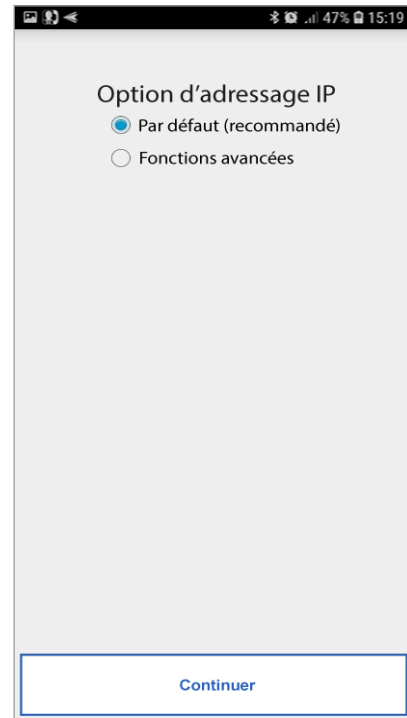 47% 15:19
Option d’adressage IP
Par défaut (recommandé)
Fonctions avancées
Continuer